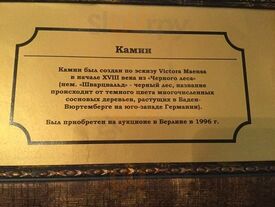 Камин
Камин был создан по эскизу Victora Маенза
в начале XVIII века из «Черного леса»
(нем. «Шварцвальд» - черный лес, название
происходит от темного цвета многочисленных
сосновых деревьев, растущих в Баден-
Вюртемберге на юго-западе Германии).
Был приобретен на аукционе в Берлине в 1996 г.